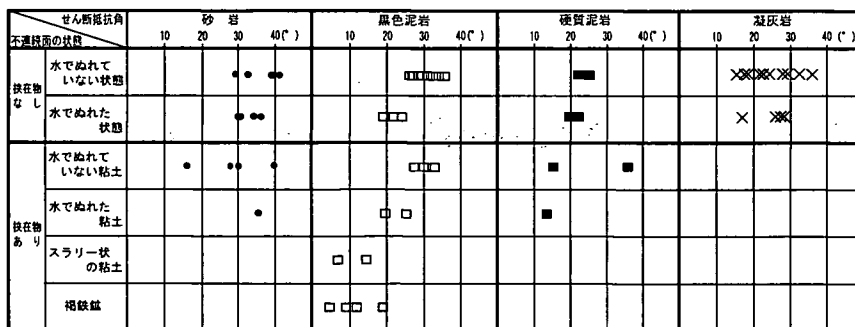 せん断抵抗角
不連続面の状態
砂 岩
黒色泥岩
硬質泥岩
凝灰岩
10 20 30 40(°)
10 20 30 40(°)
10 20 30 40(°)
10 20 30 40(°)
挟在物
な し
水でぬれて
いない状態
水でぬれた
状態
挟在物
あ り
水でぬれて
いない粘土
水でぬれた
粘土
スラリー状
の粘土
褐鉄鉱